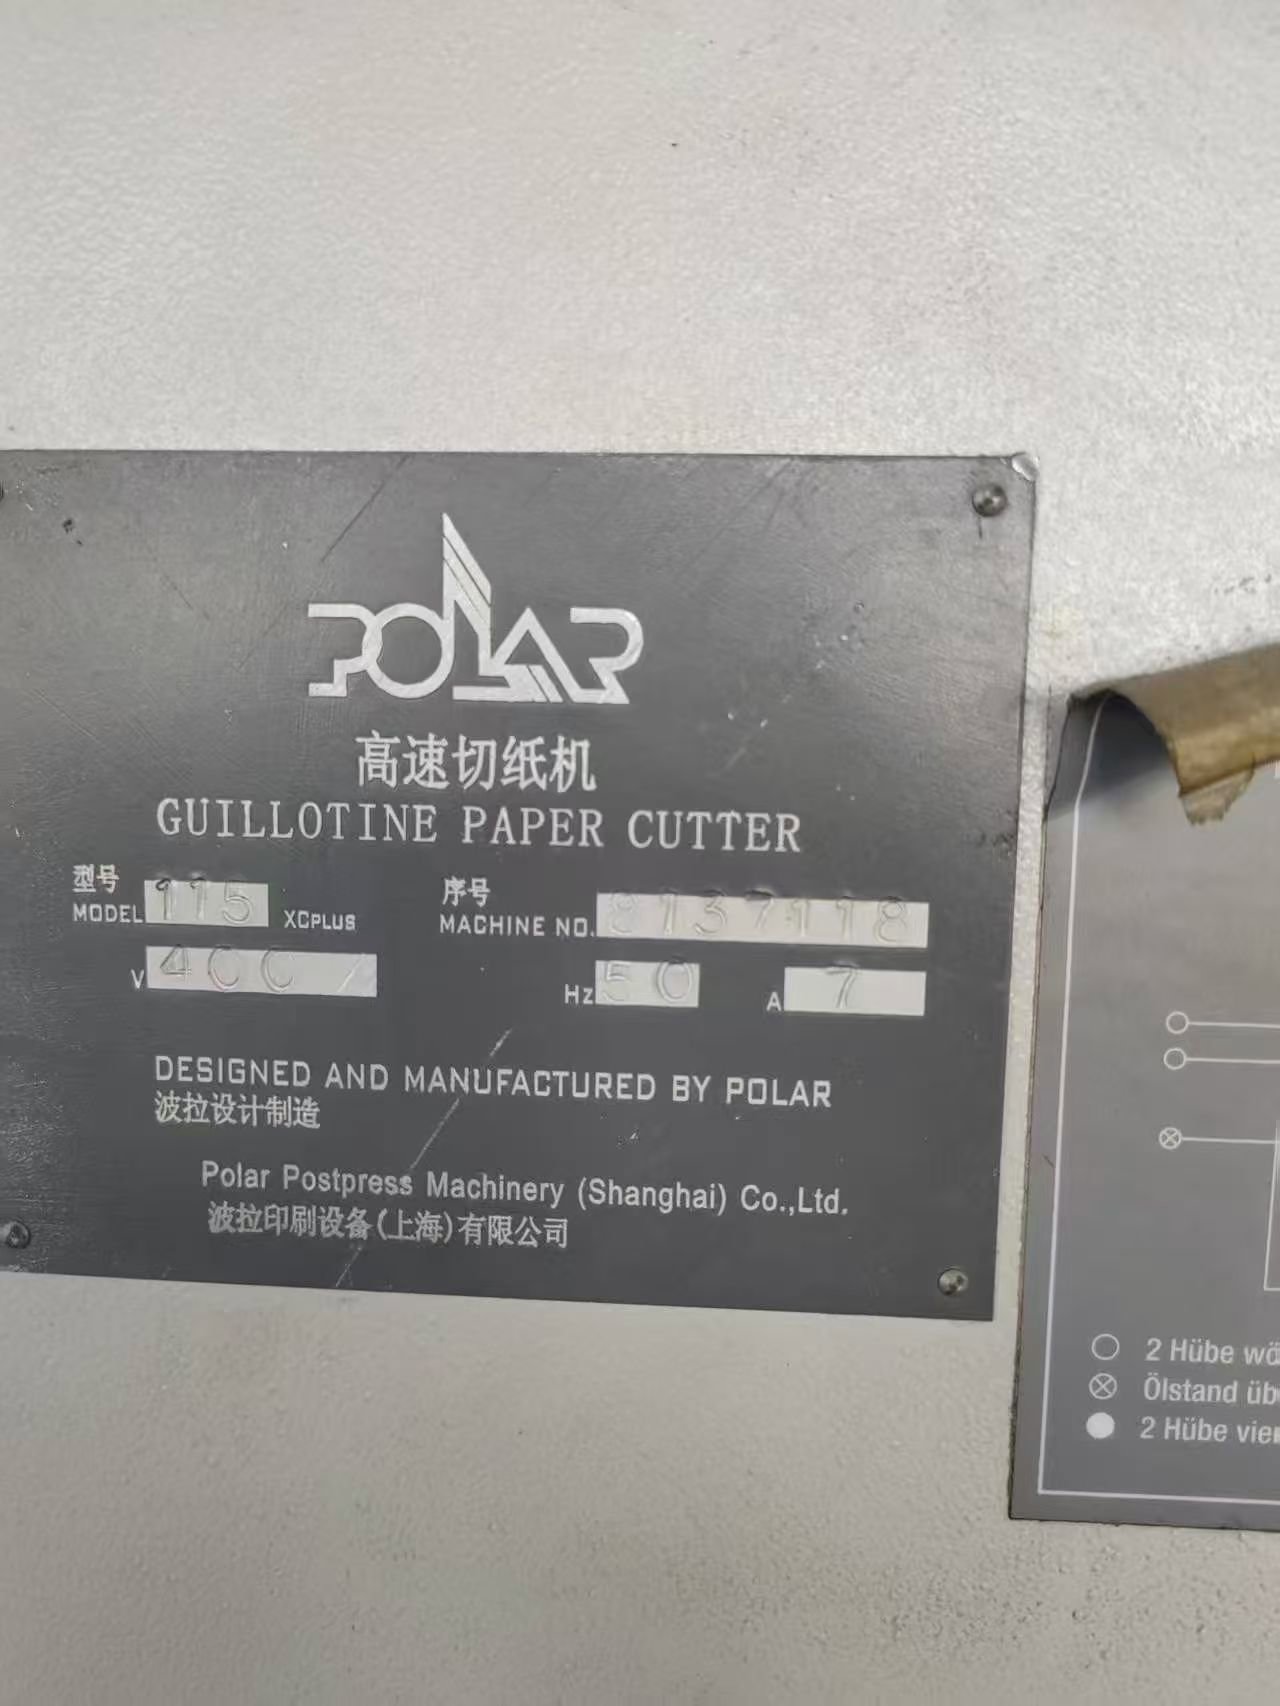 POLAR
高速切纸机
GUILLOTINE PAPER CUTTER
型号
MODEL 115 XCPLUS
序号
MACHINE NO. 8137118
V 400 /
Hz 50
A 7
DESIGNED AND MANUFACTURED BY POLAR
波拉设计制造
Polar Postpress Machinery (Shanghai) Co.,Ltd.
波拉印刷设备(上海)有限公司
2 Hübe wö
Ölstand üb
2 Hübe vier